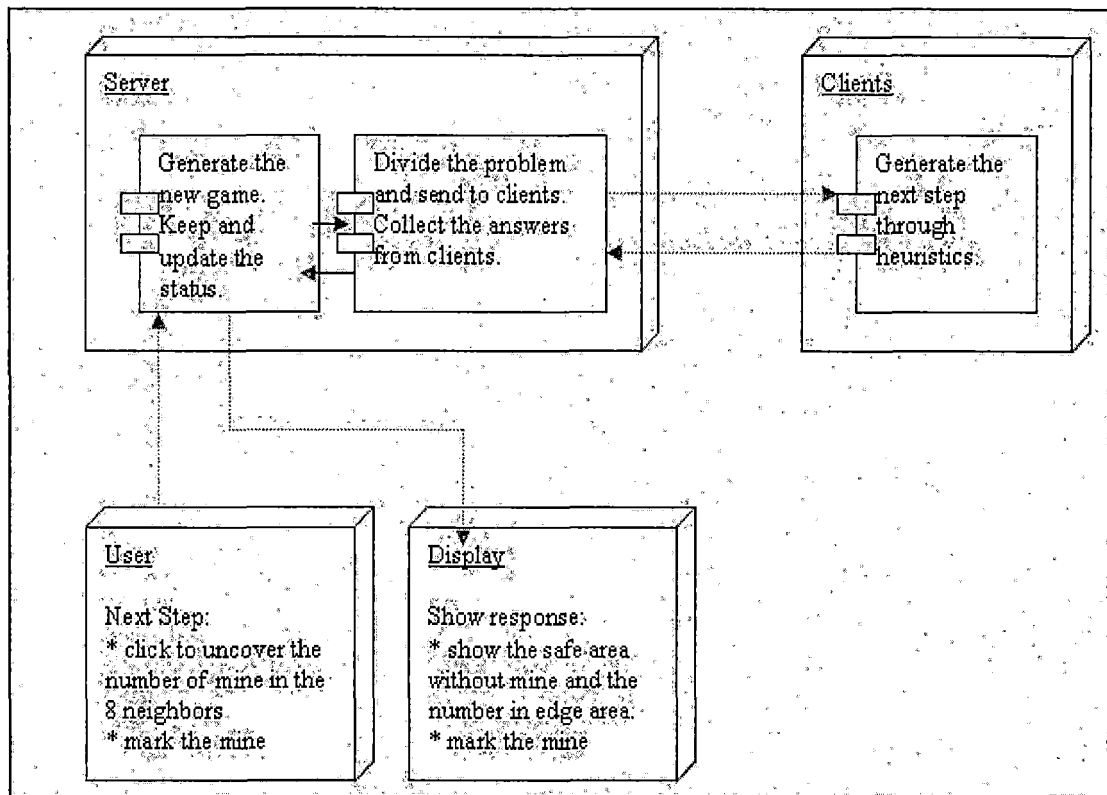 Server
Generate the
new game.
Keep and
update the
status.
Divide the problem
and send to clients.
Collect the answers
from clients.
Clients
Generate the
next step
through
heuristics.
User
Next Step:
* click to uncover the
number of mine in the
8 neighbors
* mark the mine
Display
Show response:
* show the safe area
without mine and the
number in edge area.
* mark the mine